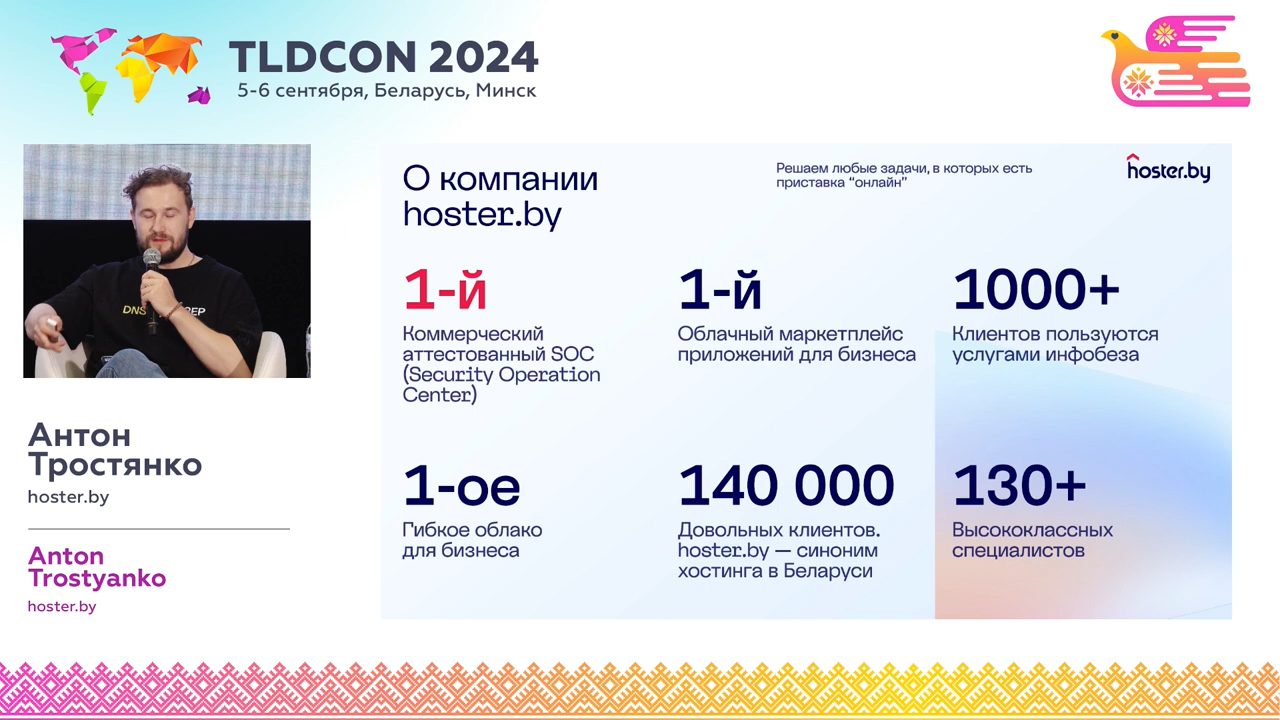 TLDCON 2024
5-6 сентября, Беларусь, Минск
DNS
Антон
Тростянко
hoster.by
Anton
Trostyanko
hoster.by
О компании
hoster.by
Решаем любые задачи, в которых есть
приставка “онлайн”
hoster.by
1-й
Коммерческий
аттестованный SOC
(Security Operation
Center)
1-й
Облачный маркетплейс
приложений для бизнеса
1000+
Клиентов пользуются
услугами инфобеза
1-ое
Гибкое облако
для бизнеса
140 000
Довольных клиентов.
hoster.by — синоним
хостинга в Беларуси
130+
Высококлассных
специалистов